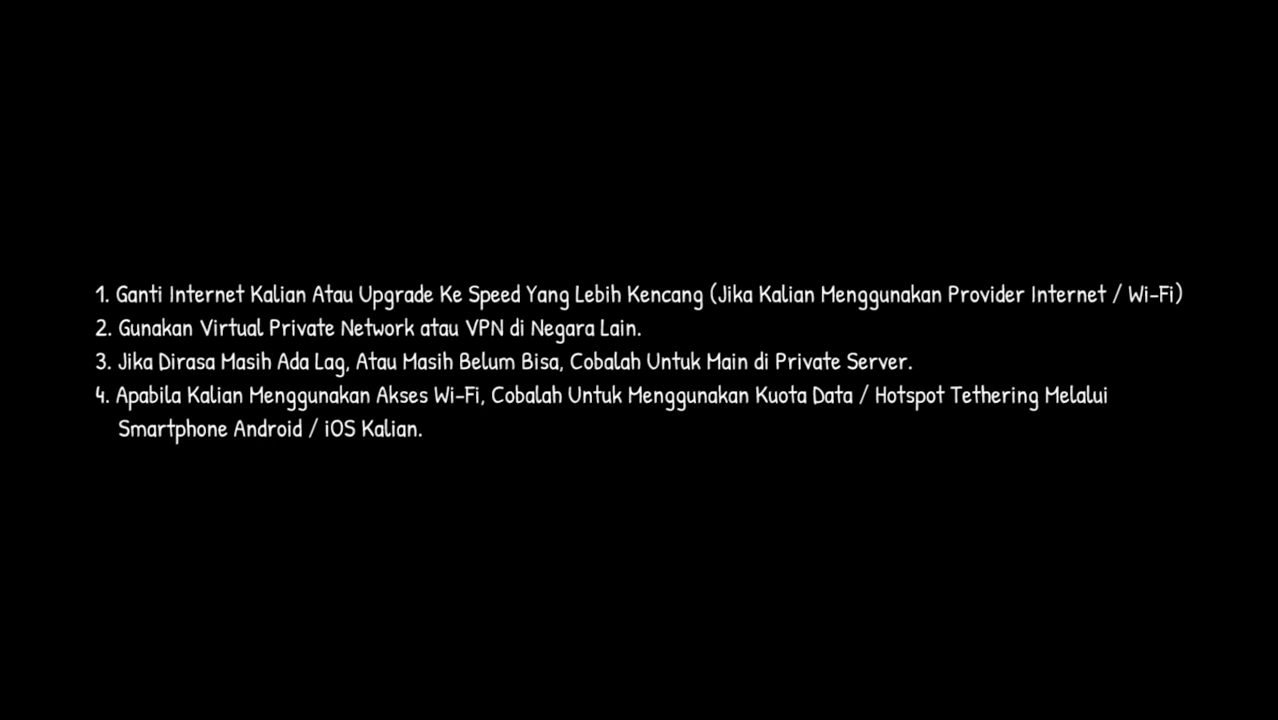 1. Ganti Internet Kalian Atau Upgrade Ke Speed Yang Lebih Kencang (Jika Kalian Menggunakan Provider Internet / Wi-Fi)
2. Gunakan Virtual Private Network atau VPN di Negara Lain.
3. Jika Dirasa Masih Ada Lag, Atau Masih Belum Bisa, Cobalah Untuk Main di Private Server.
4. Apabila Kalian Menggunakan Akses Wi-Fi, Cobalah Untuk Menggunakan Kuota Data / Hotspot Tethering Melalui
Smartphone Android / iOS Kalian.